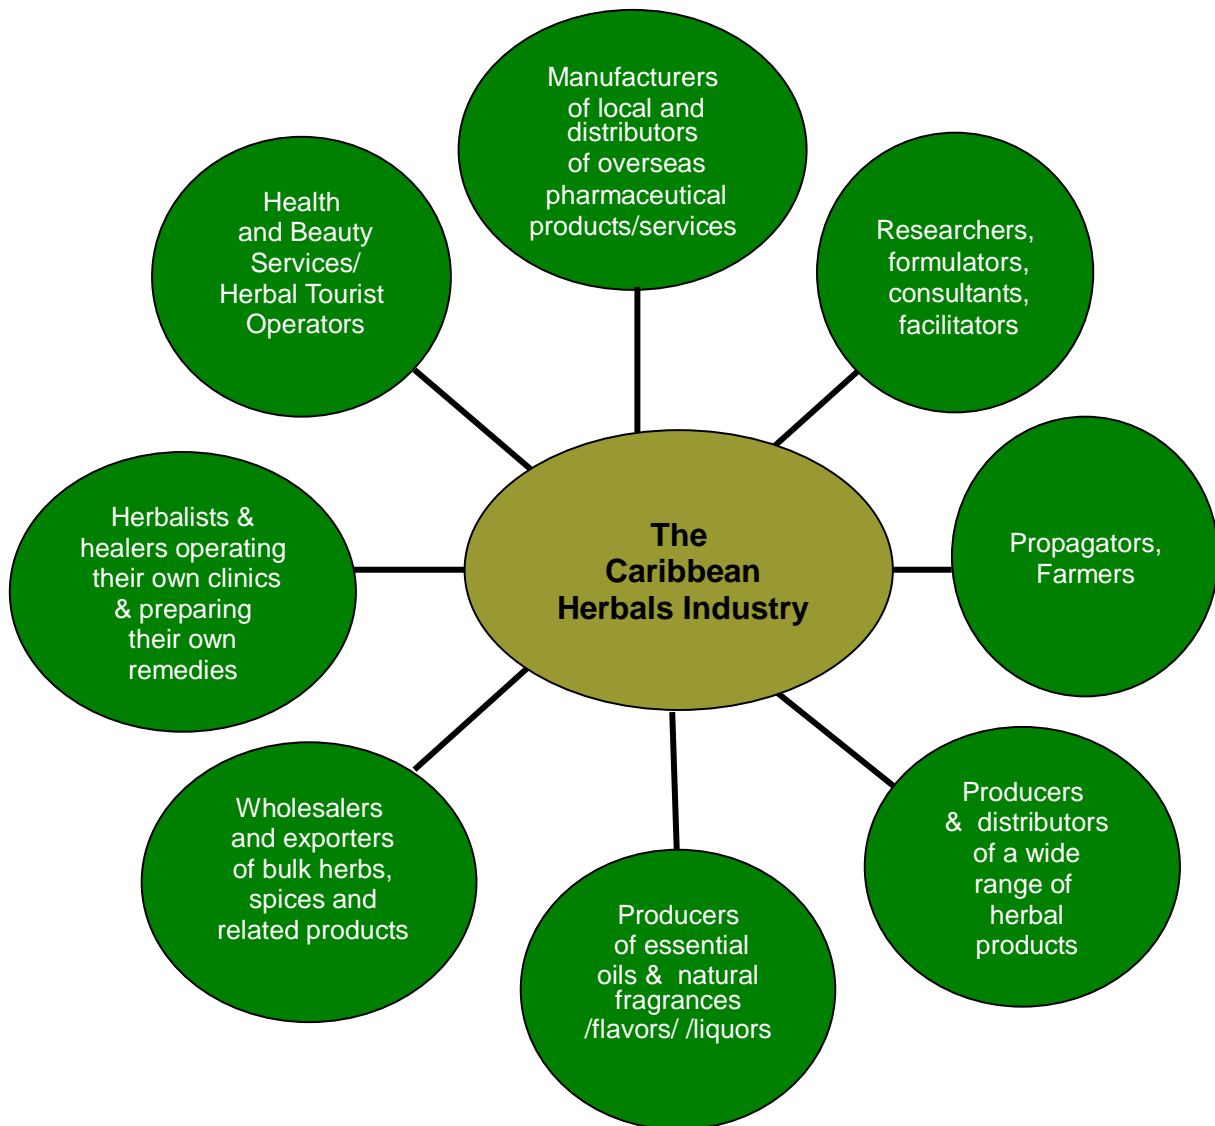 Manufacturers
of local and
distributors
of overseas
pharmaceutical
products/services
Health
and Beauty
Services/
Herbal Tourist
Operators
Researchers,
formulators,
consultants,
facilitators
Herbalists &
healers operating
their own clinics
& preparing
their own
remedies
The
Caribbean
Herbals Industry
Propagators,
Farmers
Wholesalers
and exporters
of bulk herbs,
spices and
related products
Producers
of essential
oils & natural
fragrances
/flavors/ /liquors
Producers
& distributors
of a wide
range of
herbal
products